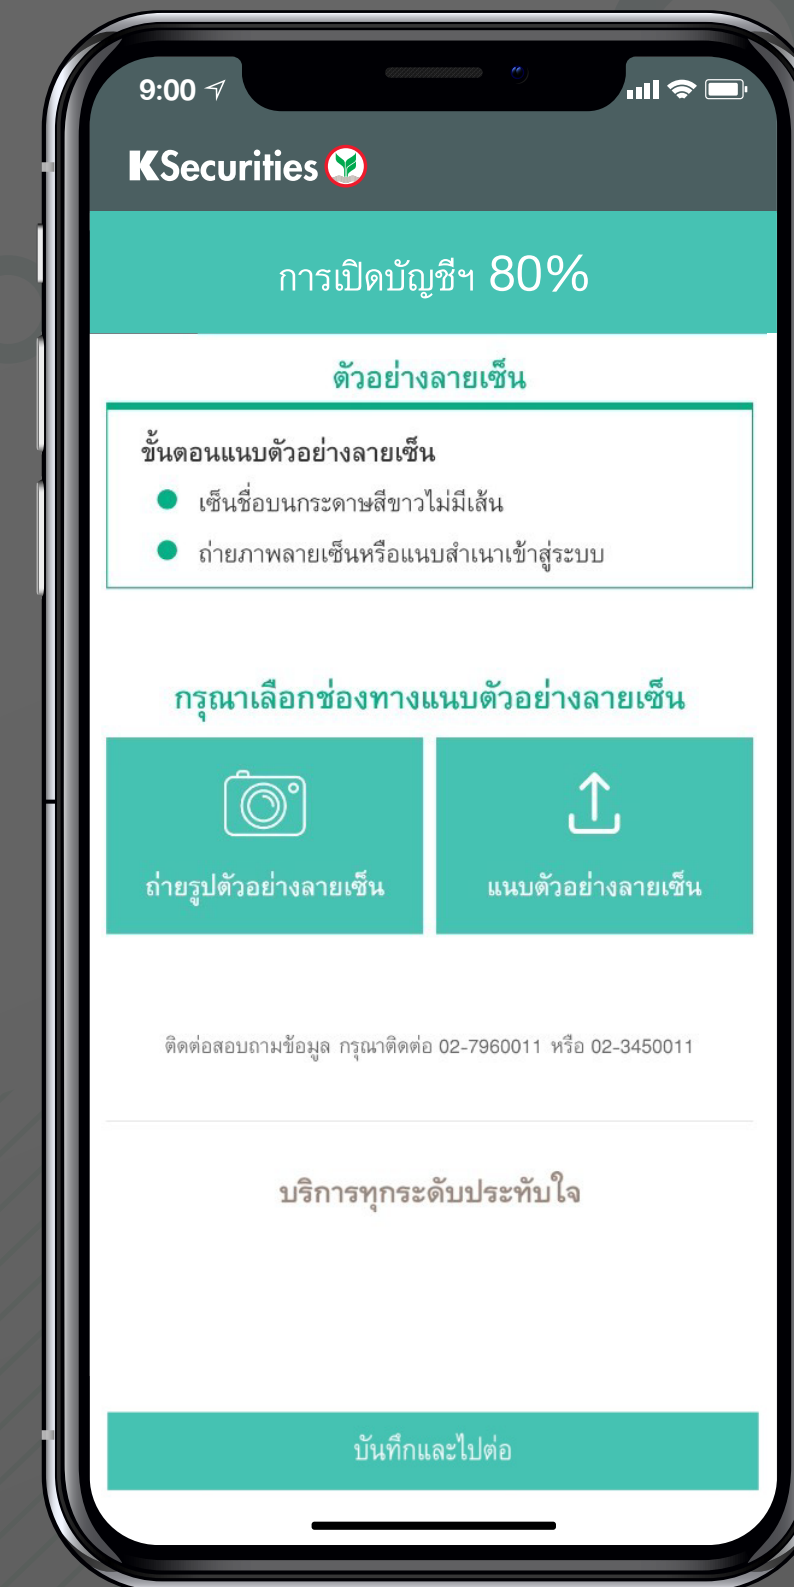 9:00
KSecurities
การเปิดบัญชีฯ 80%
ตัวอย่างลายเซ็น
ขั้นตอนแนบตัวอย่างลายเซ็น
เซ็นชื่อบนกระดาษสีขาวไม่มีเส้น
ถ่ายภาพลายเซ็นหรือแนบสำเนาเข้าสู่ระบบ
กรุณาเลือกช่องทางแนบตัวอย่างลายเซ็น
ถ่ายรูปตัวอย่างลายเซ็น
แนบตัวอย่างลายเซ็น
ติดต่อสอบถามข้อมูล กรุณาติดต่อ 02-7960011 หรือ 02-3450011
บริการทุกระดับประทับใจ
บันทึกและไปต่อ